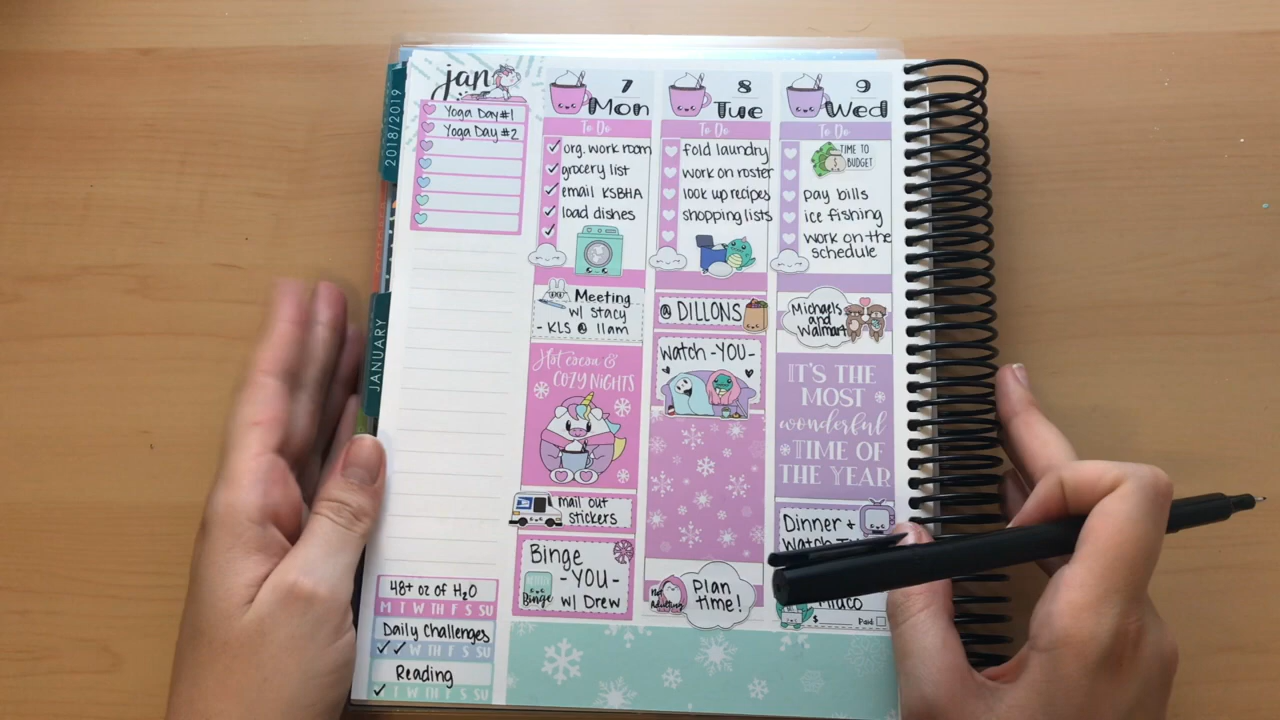 2018/2019
JANUARY
jan
Yoga Day #1
Yoga Day #2
48+ oz of H₂O
M T W TH F S SU
Daily Challenges
W TH F S SU
Reading
T W TH F S SU
7
Mon
To Do
org. work room
grocery list
email KSBHA
load dishes
Meeting
w/ Stacy
- KLS @ 11am
Hot cocoa &
COZY NIGHTS
mail out
stickers
Binge
-YOU-
w/ Drew
Binge
8
Tue
To Do
fold laundry
work on roster
look up recipes
shopping lists
@ DILLONS
watch -YOU-
Not
Adulting
Plan
time!
9
Wed
To Do
TIME TO
BUDGET
pay bills
ice fishing
work on the
schedule
Michaels
and
Walmart
IT'S THE
MOST
wonderful
TIME OF
THE YEAR
Dinner +
Watch
$ Paid